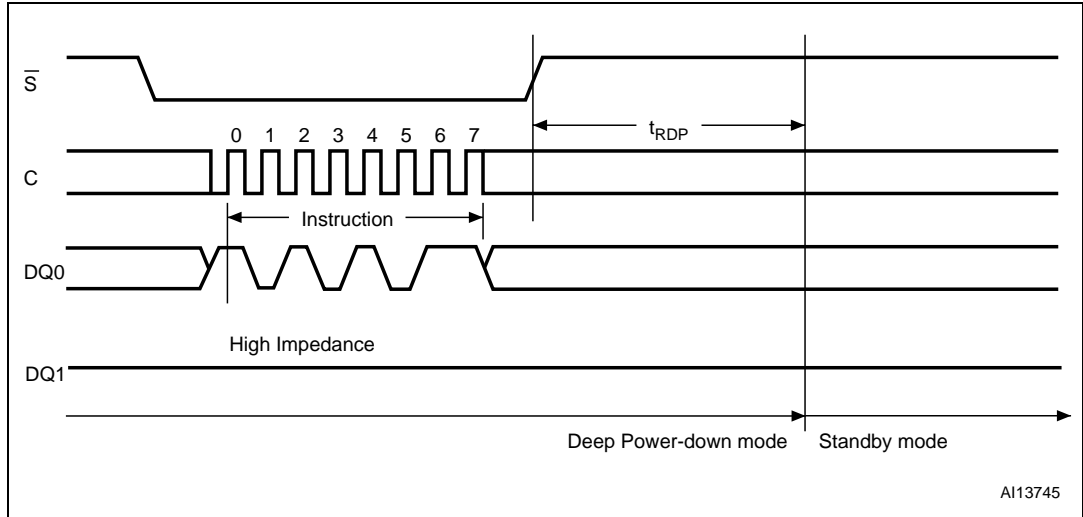 S̅
tRDP
0 1 2 3 4 5 6 7
C
Instruction
DQ0
High Impedance
DQ1
Deep Power-down mode Standby mode
AI13745